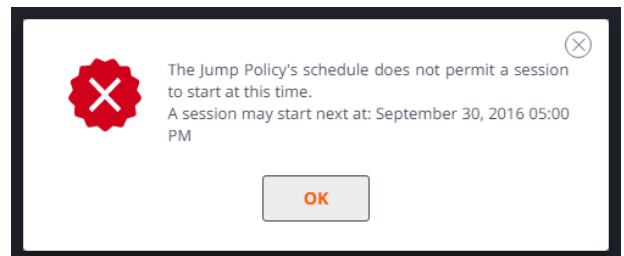 The Jump Policy's schedule does not permit a session
to start at this time.
A session may start next at: September 30, 2016 05:00
PM
OK